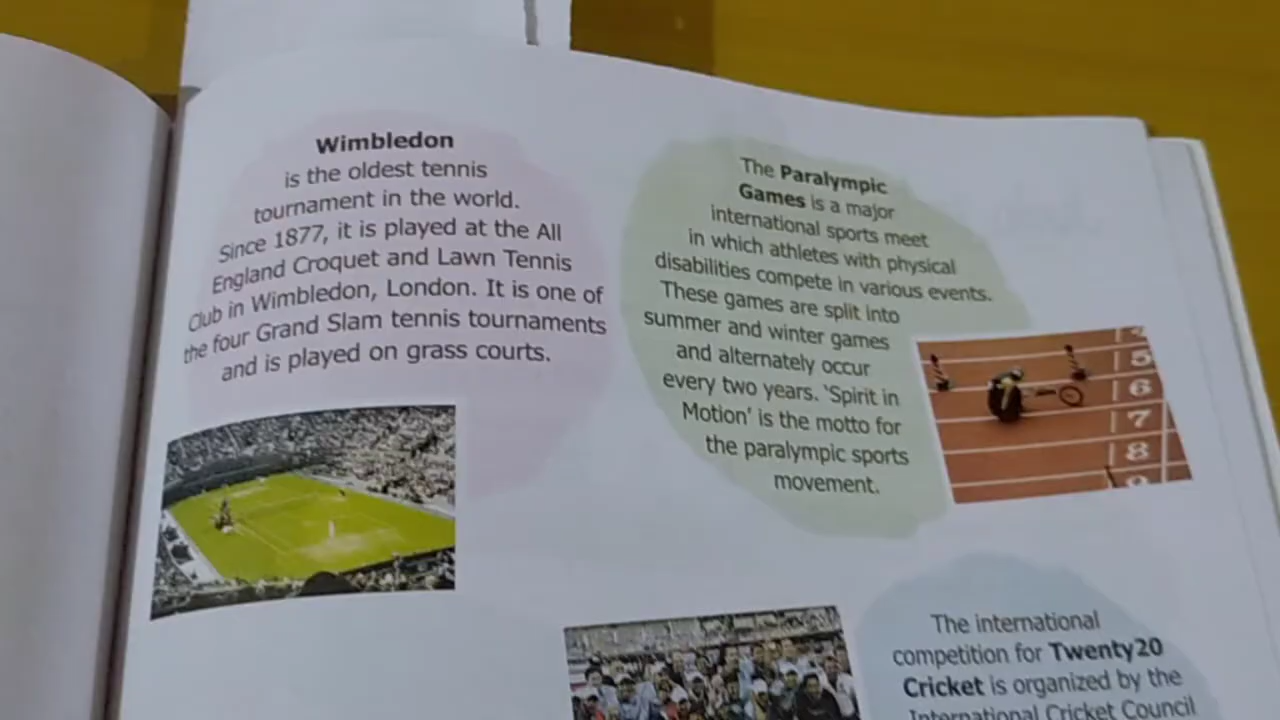 Wimbledon
is the oldest tennis
tournament in the world.
Since 1877, it is played at the All
England Croquet and Lawn Tennis
Club in Wimbledon, London. It is one of
the four Grand Slam tennis tournaments
and is played on grass courts.
The Paralympic
Games is a major
international sports meet
in which athletes with physical
disabilities compete in various events.
These games are split into
summer and winter games
and alternately occur
every two years. ‘Spirit in
Motion’ is the motto for
the paralympic sports
movement.
5
6
7
8
9
The international
competition for Twenty20
Cricket is organized by the
International Cricket Council